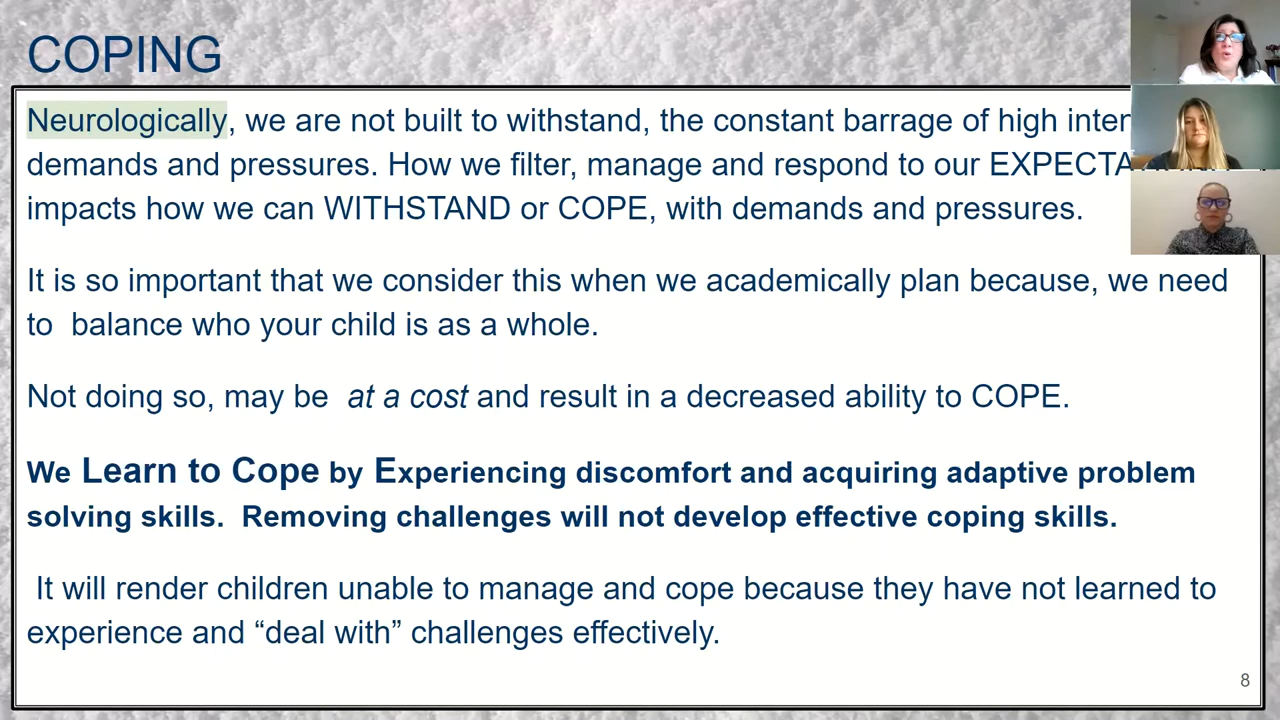 COPING
Neurologically, we are not built to withstand, the constant barrage of high
demands and pressures. How we filter, manage and respond to our
impacts how we can WITHSTAND or COPE, with demands and pressures.
It is so important that we consider this when we academically plan because, we need
to balance who your child is as a whole.
Not doing so, may be at a cost and result in a decreased ability to COPE.
We Learn to Cope by Experiencing discomfort and acquiring adaptive problem
solving skills. Removing challenges will not develop effective coping skills.
It will render children unable to manage and cope because they have not learned to
experience and “deal with” challenges effectively.
8